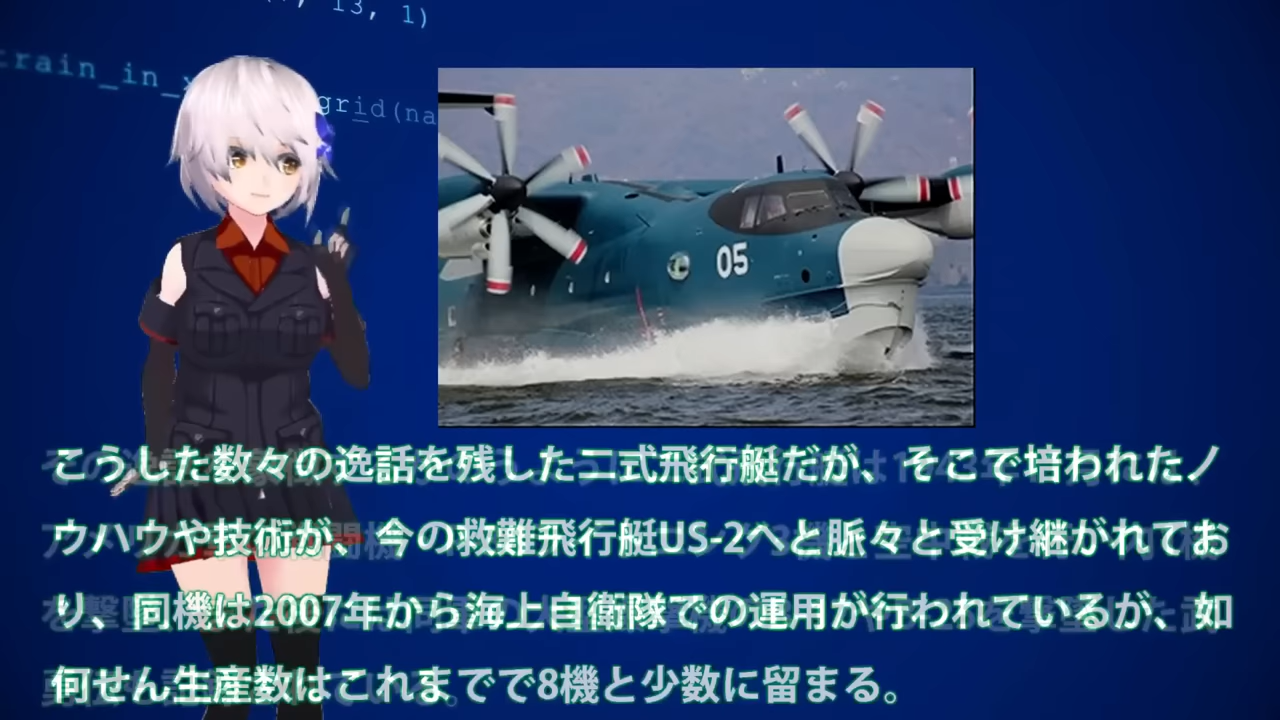 13, 1)
train_in_
grid(na
05
こうした数々の逸話を残した二式飛行艇だが、そこで培われたノ
ウハウや技術が、今の救難飛行艇US-2へと脈々と受け継がれてお
り、同機は2007年から海上自衛隊での運用が行われているが、如
何せん生産数はこれまでで8機と少数に留まる。